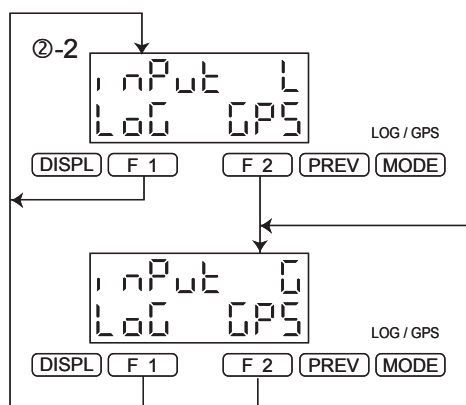 ②-2
inPut L
LoG GPS
LOG / GPS
DISPL F 1 F 2 PREV MODE
inPut G
LoG GPS
LOG / GPS
DISPL F 1 F 2 PREV MODE